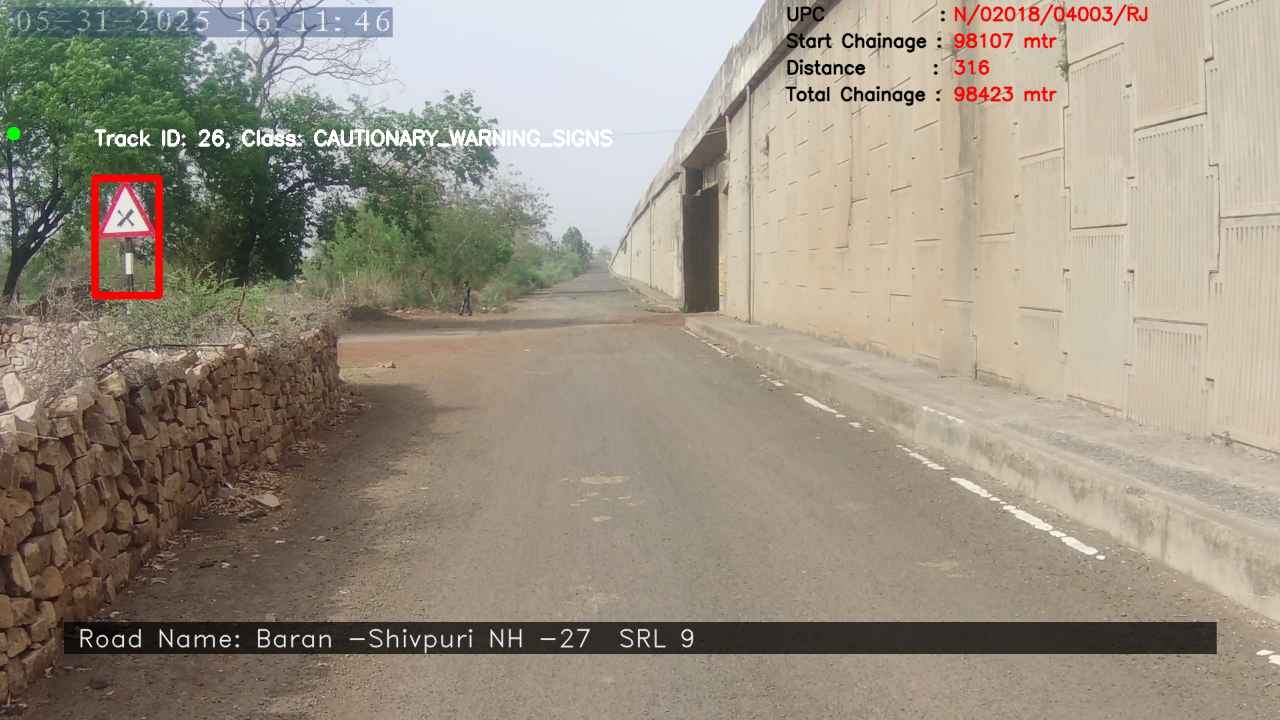 05-31-2025 16:11:46
UPC : N/02018/04003/RJ
Start Chainage : 98107 mtr
Distance : 316
Total Chainage : 98423 mtr
Track ID: 26, Class: CAUTIONARY_WARNING_SIGNS
Road Name: Baran -Shivpuri NH -27 SRL 9